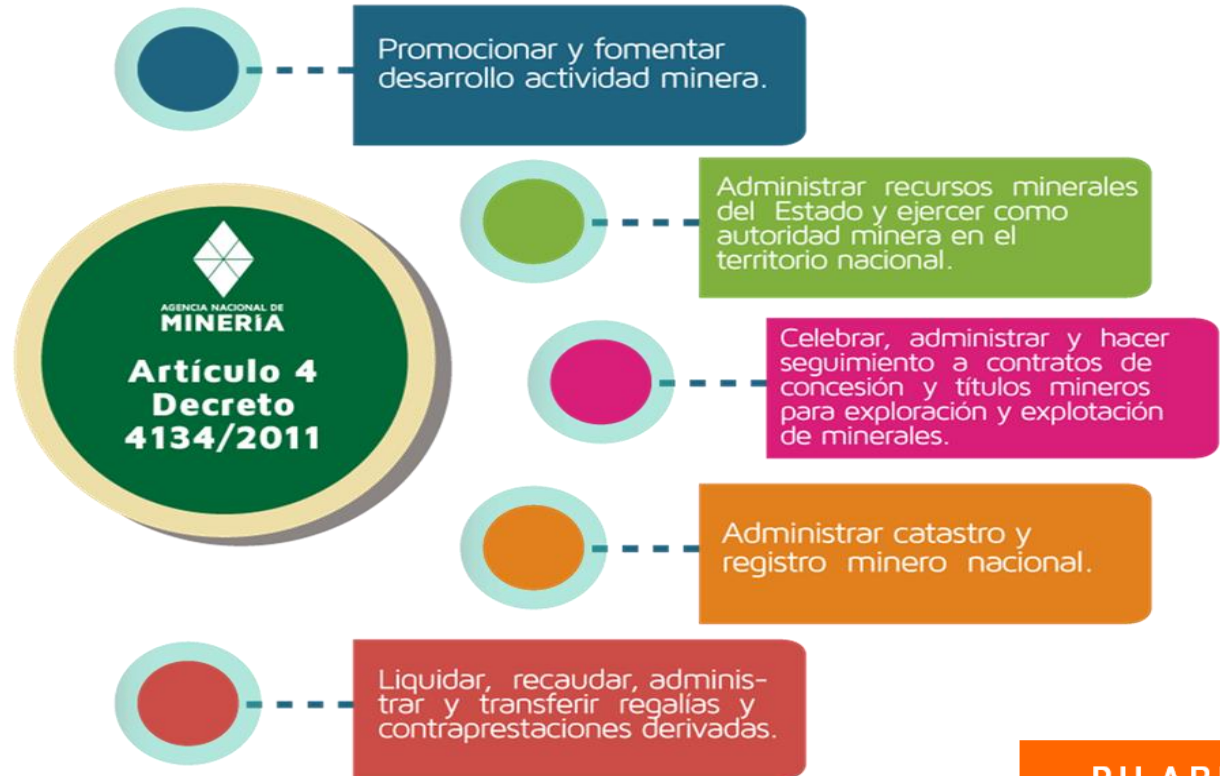 Promocionar y fomentar
desarrollo actividad minera.
Administrar recursos minerales
del Estado y ejercer como
autoridad minera en el
territorio nacional.
AGENCIA NACIONAL DE
MINERÍA
Artículo 4
Decreto
4134/2011
Celebrar, administrar y hacer
seguimiento a contratos de
concesión y títulos mineros
para exploración y explotación
de minerales.
Administrar catastro y
registro minero nacional.
Liquidar, recaudar, adminis-
trar y transferir regalías y
contraprestaciones derivadas.